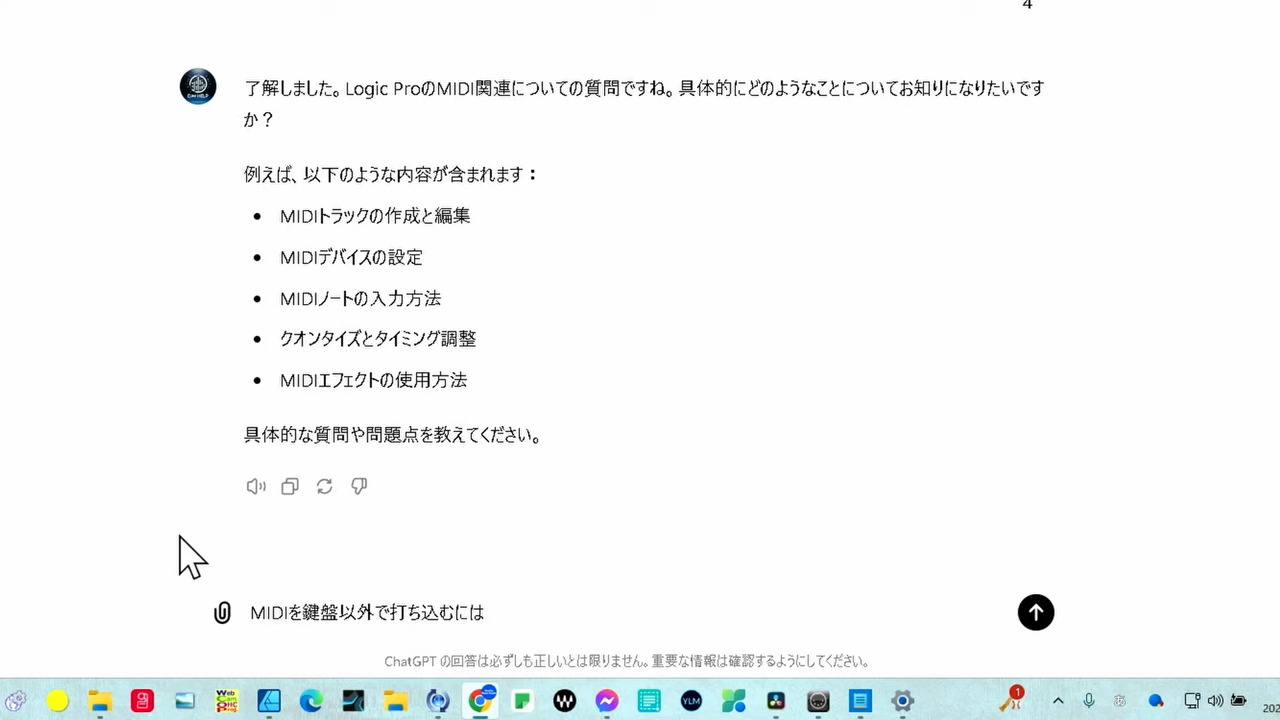 4
了解しました。Logic ProのMIDI関連についての質問ですね。具体的にどのようなことについてお知りになりたいです
か？
例えば、以下のような内容が含まれます：
• MIDIトラックの作成と編集
• MIDIデバイスの設定
• MIDIノートの入力方法
• クオンタイズとタイミング調整
• MIDIエフェクトの使用方法
具体的な質問や問題点を教えてください。
MIDIを鍵盤以外で打ち込むには
ChatGPT の回答は必ずしも正しいとは限りません。重要な情報は確認するようにしてください。
YLM
1
202